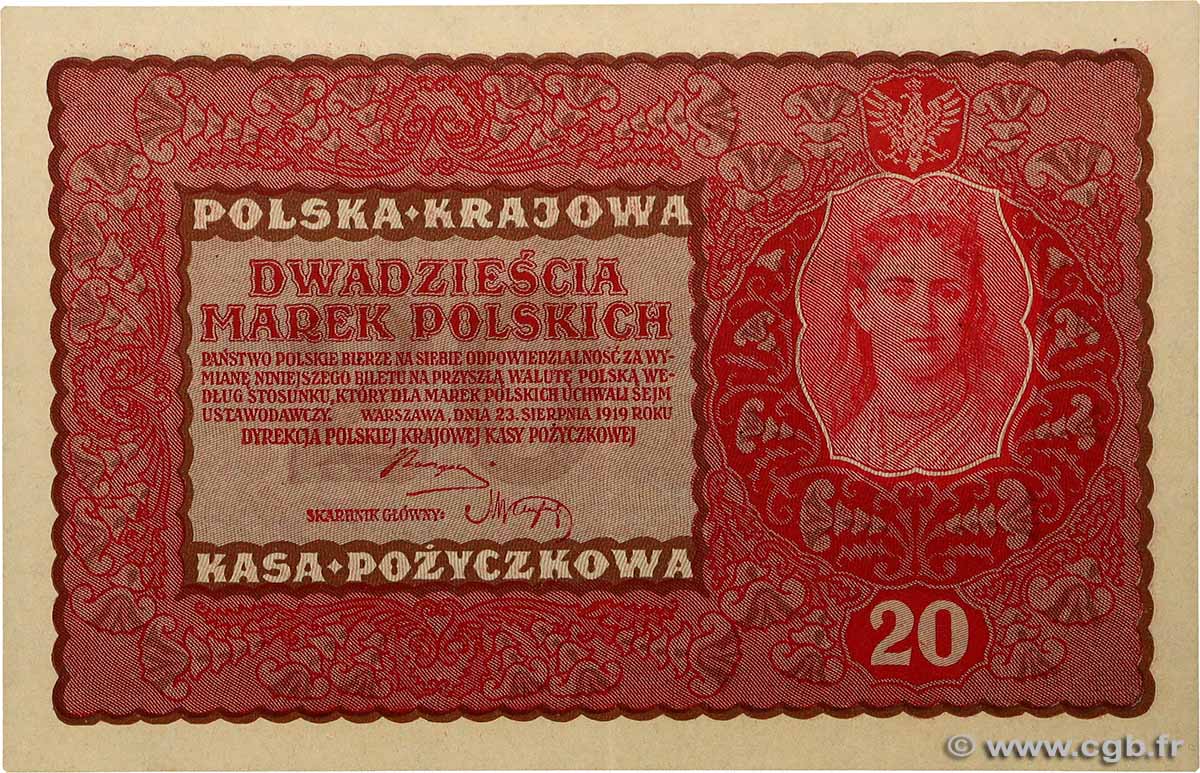 POLSKA • KRAJOWA
DWADZIEŚCIA
MAREK POLSKICH
PAŃSTWO POLSKIE BIERZE NA SIEBIE ODPOWIEDZIALNOŚĆ ZA WY-
MIANĘ NINIEJSZEGO BILETU NA PRZYSZŁĄ WALUTĘ POLSKĄ WE-
DŁUG STOSUNKU, KTÓRY DLA MAREK POLSKICH UCHWALI SEJM
USTAWODAWCZY. WARSZAWA, DNIA 23. SIERPNIA 1919 ROKU
DYREKCJA POLSKIEJ KRAJOWEJ KASY POŻYCZKOWEJ
SKARBNIK GŁÓWNY:
KASA • POŻYCZKOWA
20
© www.cgb.fr